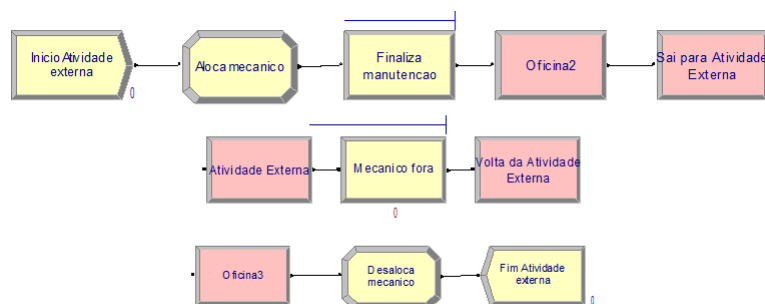 Inicio Atividade
externa
0
Aloca mecanico
Finaliza
manutencao
Oficina2
Sai para Atividade
Externa
Atividade Externa
Mecanico fora
0
Volta da Atividade
Externa
Oficina3
Desaloca
mecanico
Fim Atividade
externa
0